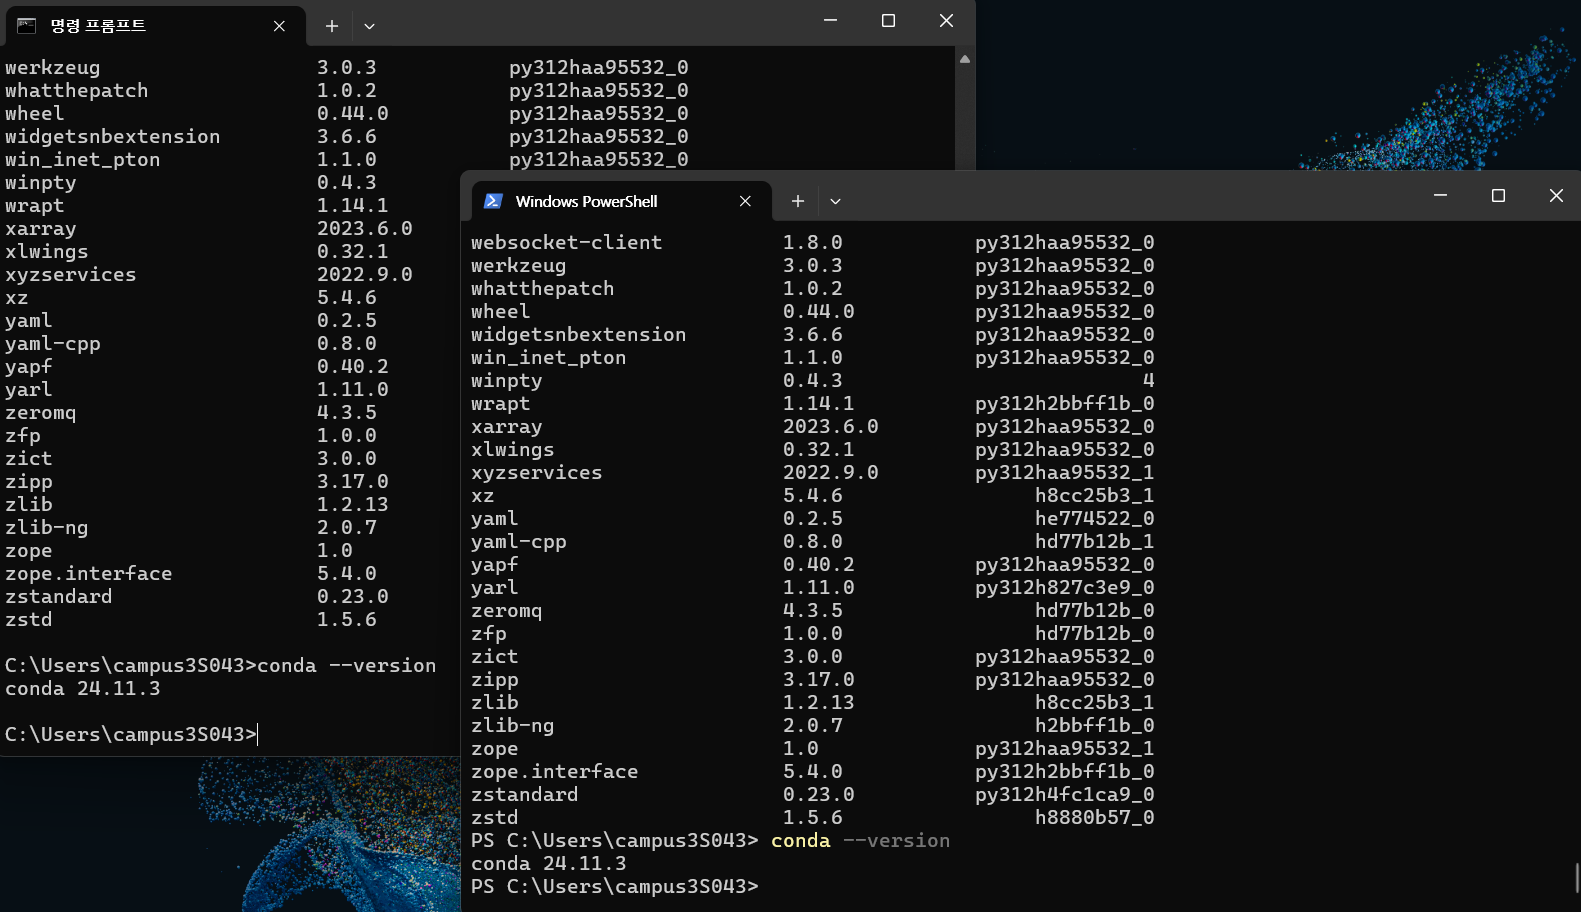 명령 프롬프트
werkzeug 3.0.3 py312haa95532_0
whatthepatch 1.0.2 py312haa95532_0
wheel 0.44.0 py312haa95532_0
widgetsnbextension 3.6.6 py312haa95532_0
win_inet_pton 1.1.0 py312haa95532_0
winpty 0.4.3
wrapt 1.14.1
xarray 2023.6.0
xlwings 0.32.1
xyzservices 2022.9.0
xz 5.4.6
yaml 0.2.5
yaml-cpp 0.8.0
yapf 0.40.2
yarl 1.11.0
zeromq 4.3.5
zfp 1.0.0
zict 3.0.0
zipp 3.17.0
zlib 1.2.13
zlib-ng 2.0.7
zope 1.0
zope.interface 5.4.0
zstandard 0.23.0
zstd 1.5.6
C:\Users\campus3S043>conda --version
conda 24.11.3
C:\Users\campus3S043>
Windows PowerShell
websocket-client 1.8.0 py312haa95532_0
werkzeug 3.0.3 py312haa95532_0
whatthepatch 1.0.2 py312haa95532_0
wheel 0.44.0 py312haa95532_0
widgetsnbextension 3.6.6 py312haa95532_0
win_inet_pton 1.1.0 py312haa95532_0
winpty 0.4.3 4
wrapt 1.14.1 py312h2bbff1b_0
xarray 2023.6.0 py312haa95532_0
xlwings 0.32.1 py312haa95532_0
xyzservices 2022.9.0 py312haa95532_1
xz 5.4.6 h8cc25b3_1
yaml 0.2.5 he774522_0
yaml-cpp 0.8.0 hd77b12b_1
yapf 0.40.2 py312haa95532_0
yarl 1.11.0 py312h827c3e9_0
zeromq 4.3.5 hd77b12b_0
zfp 1.0.0 hd77b12b_0
zict 3.0.0 py312haa95532_0
zipp 3.17.0 py312haa95532_0
zlib 1.2.13 h8cc25b3_1
zlib-ng 2.0.7 h2bbff1b_0
zope 1.0 py312haa95532_1
zope.interface 5.4.0 py312h2bbff1b_0
zstandard 0.23.0 py312h4fc1ca9_0
zstd 1.5.6 h8880b57_0
PS C:\Users\campus3S043> conda --version
conda 24.11.3
PS C:\Users\campus3S043>